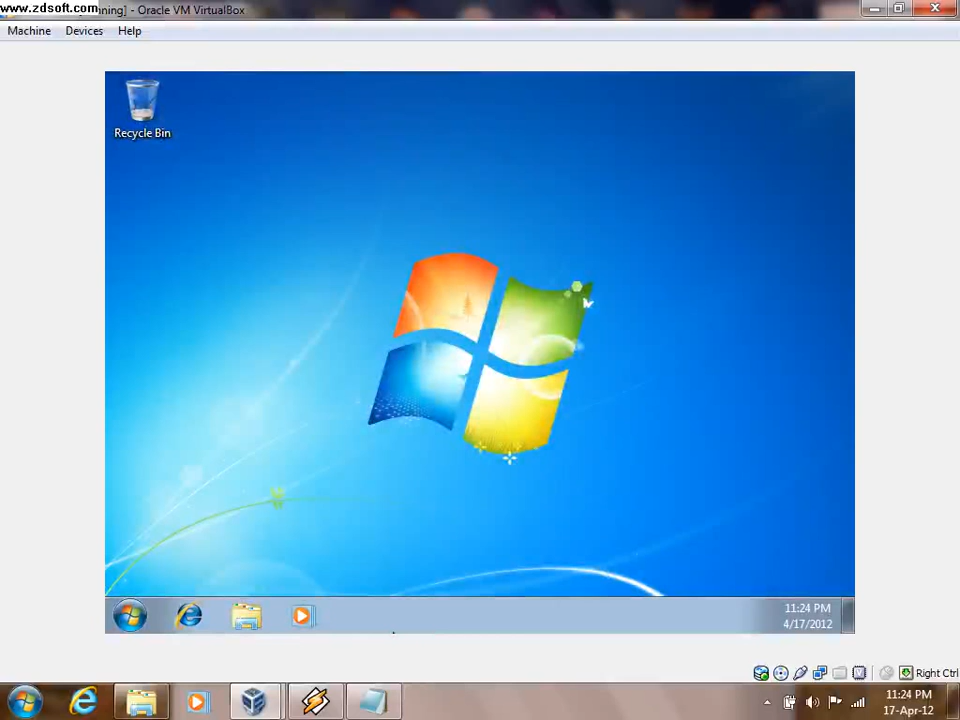 www.zdsoft.com nning] - Oracle VM VirtualBox
Machine Devices Help
Recycle Bin
11:24 PM
4/17/2012
Right Ctrl
11:24 PM
17-Apr-12